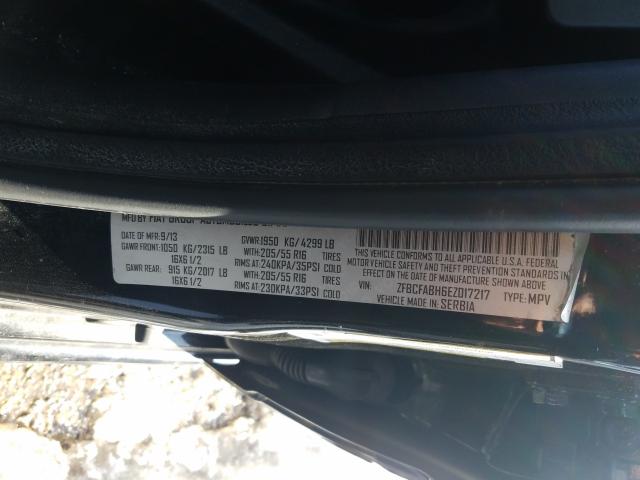 MFD BY FIAT GROUP AUTOMOBILES S.P.A.
DATE OF MFR:9/13 GVWR:1950 KG/4299 LB
GAWR FRONT:1050 KG/2315 LB WITH:205/55 R16 TIRES
16X6 1/2 RIMS AT:240KPA/35PSI COLD
GAWR REAR: 915 KG/2017 LB WITH:205/55 R16 TIRES
16X6 1/2 RIMS AT:230KPA/33PSI COLD
THIS VEHICLE CONFORMS TO ALL APPLICABLE FEDERAL
MOTOR VEHICLE SAFETY AND THEFT PREVENTION STANDARDS IN
EFFECT ON THE DATE OF MANUFACTURE SHOWN ABOVE.
VIN: ZFBCFABH6EZ017217 TYPE: MPV
VEHICLE MADE IN: SERBIA